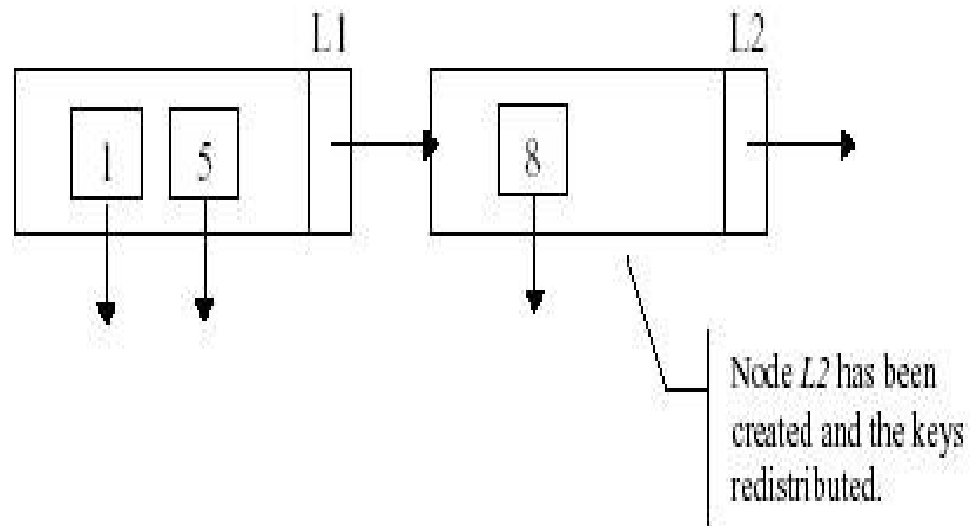 L1 L2
1 5 8
Node L2 has been
created and the keys
redistributed.